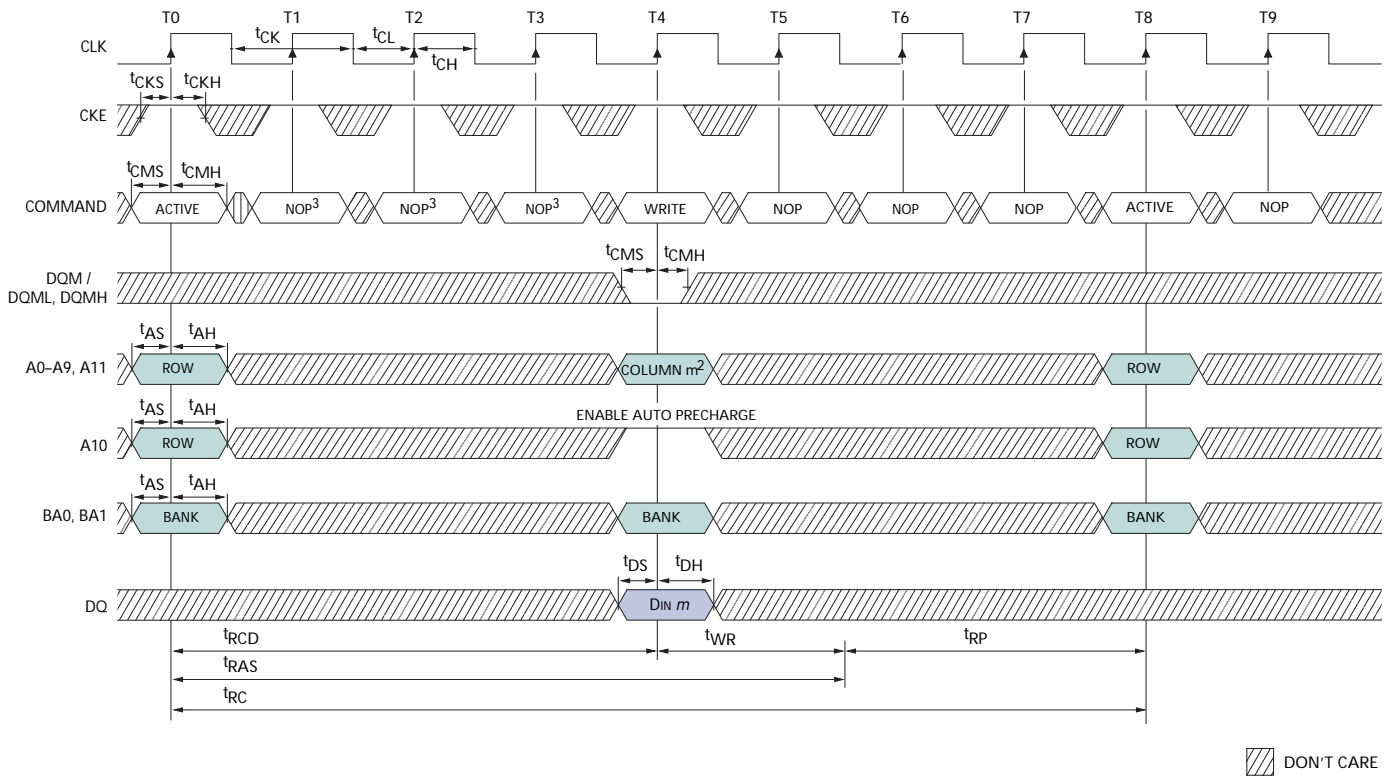 T0 T1 T2 T3 T4 T5 T6 T7 T8 T9
CLK
tCK tCL
tCH
tCKS tCKH
CKE
tCMS tCMH
COMMAND ACTIVE NOP3 NOP3 NOP3 WRITE NOP NOP NOP ACTIVE NOP
tCMS tCMH
DQM /
DQML, DQMH
tAS tAH
A0–A9, A11 ROW COLUMN m2 ROW
tAS tAH
ENABLE AUTO PRECHARGE
A10 ROW ROW
tAS tAH
BA0, BA1 BANK BANK BANK
tDS tDH
DQ DIN m
tRCD tWR tRP
tRAS
tRC
DON'T CARE